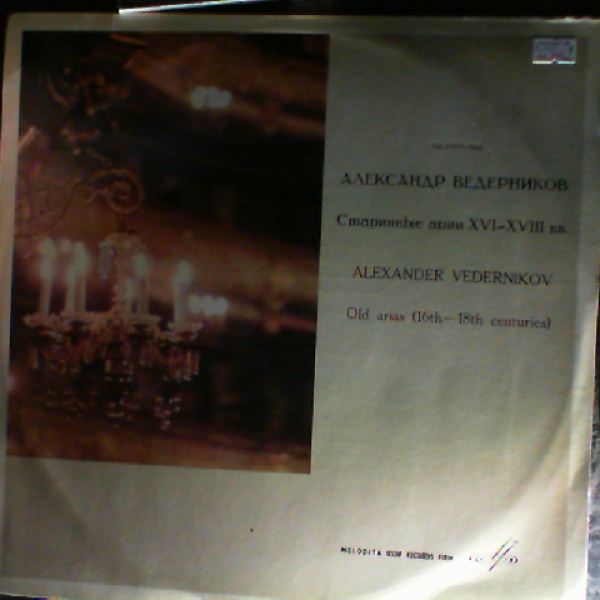 АЛЕКСАНДР ВЕДЕРНИКОВ
Старинные арии XVI–XVIII вв.
ALEXANDER VEDERNIKOV
Old arias (16th—18th centuries)
MELODIYA USSR RECORDS FIRM